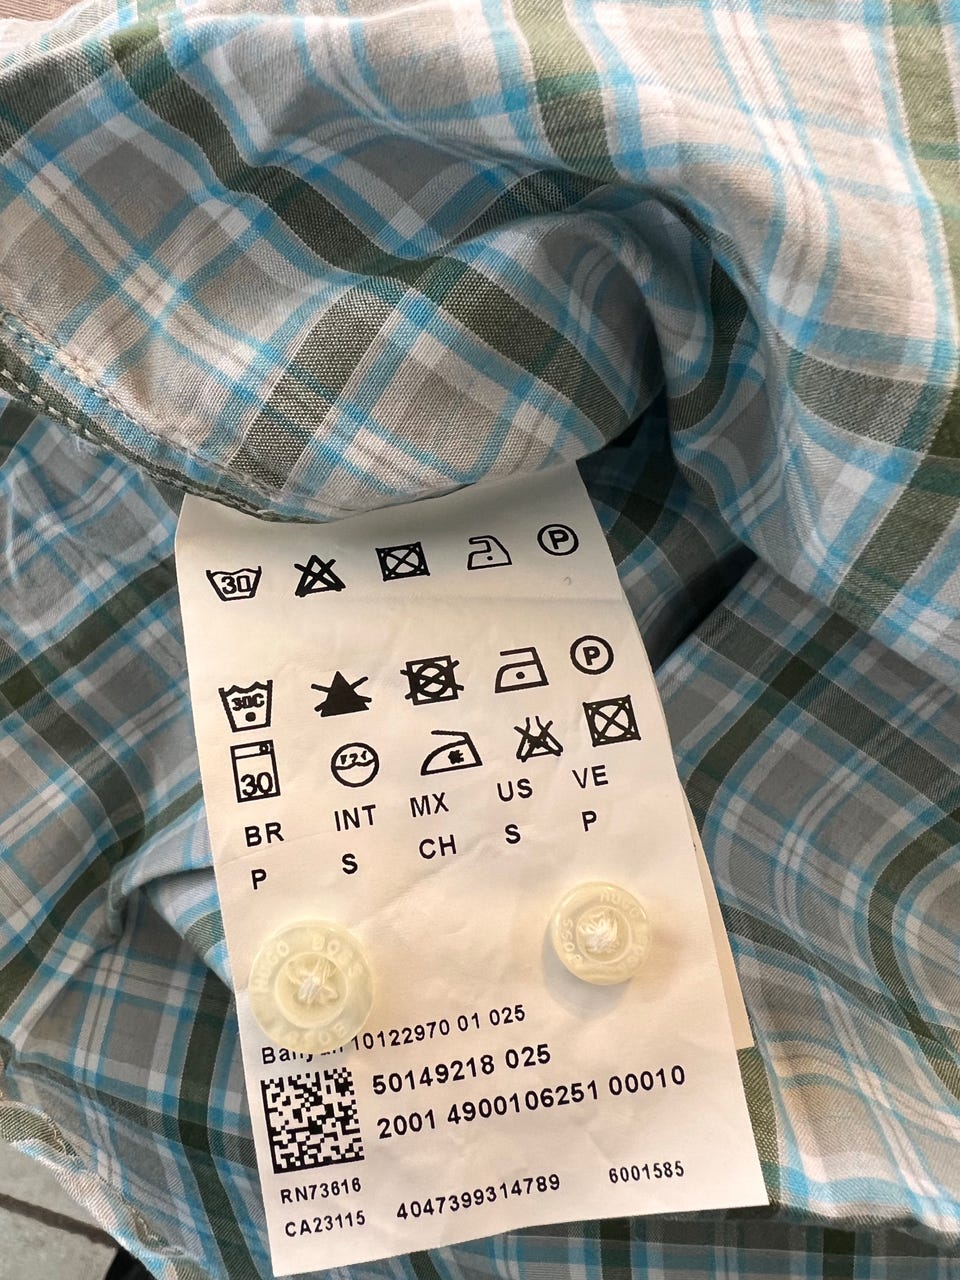 30
P
30C
P
30
BR INT MX US VE
P S CH S P
HUGO BOSS
HUGO BOSS
10122970 01 025
50149218 025
2001 4900106251 00010
RN73616
CA23115 4047399314789 6001585